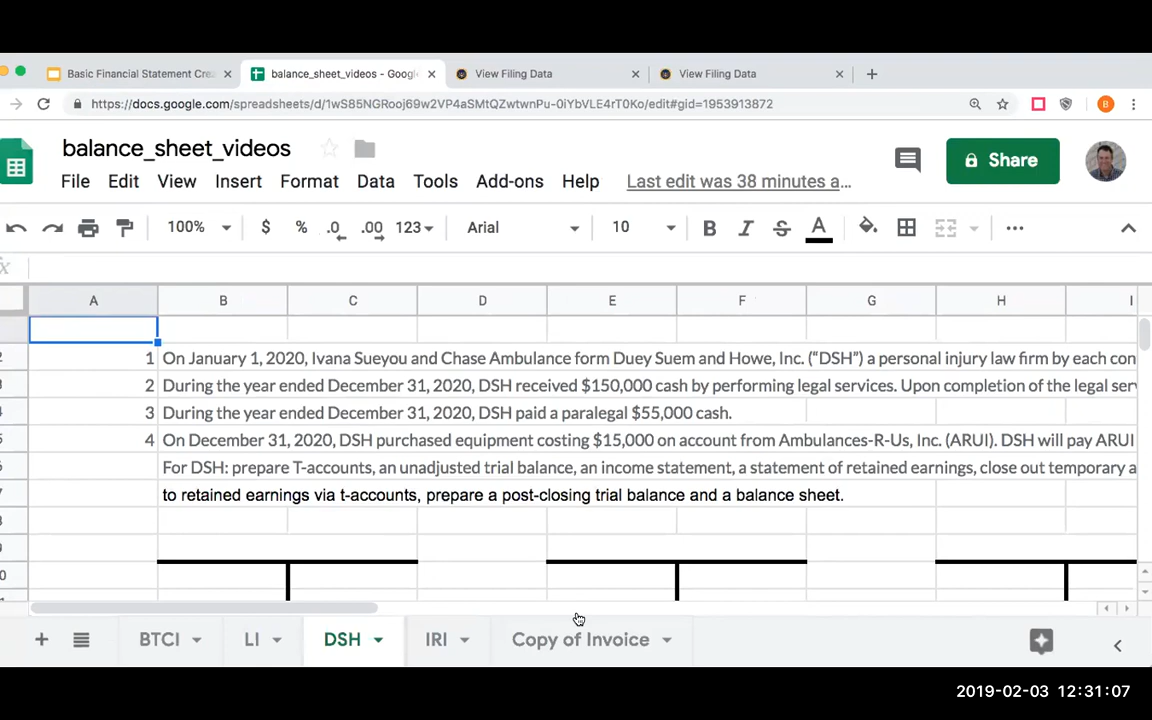 Basic Financial Statement Crea
balance_sheet_videos - Googl
View Filing Data
View Filing Data
https://docs.google.com/spreadsheets/d/1wS85NGRooj69w2VP4aSMtQZwtwnPu-0iYbVLE4rT0Ko/edit#gid=1953913872
B
balance_sheet_videos
Share
File Edit View Insert Format Data Tools Add-ons Help Last edit was 38 minutes a...
100% $ % .0 .00 123 Arial 10 B I S A
A B C D E F G H I
1 On January 1, 2020, Ivana Sueyou and Chase Ambulance form Duey Suem and Howe, Inc. (“DSH”) a personal injury law firm by each con
2 During the year ended December 31, 2020, DSH received $150,000 cash by performing legal services. Upon completion of the legal serv
3 During the year ended December 31, 2020, DSH paid a paralegal $55,000 cash.
4 On December 31, 2020, DSH purchased equipment costing $15,000 on account from Ambulances-R-Us, Inc. (ARUI). DSH will pay ARUI
For DSH: prepare T-accounts, an unadjusted trial balance, an income statement, a statement of retained earnings, close out temporary a
to retained earnings via t-accounts, prepare a post-closing trial balance and a balance sheet.
BTCI LI DSH IRI Copy of Invoice
2019-02-03 12:31:07